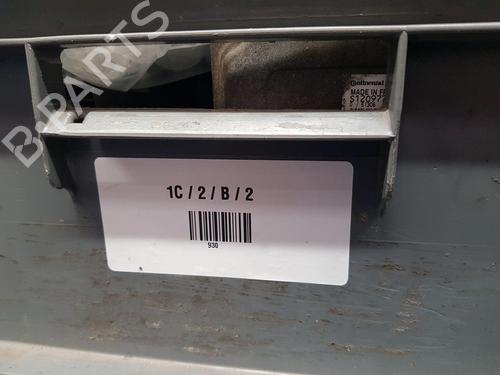 B-PARTS
Continental
MADE IN
1C / 2 / B / 2
930